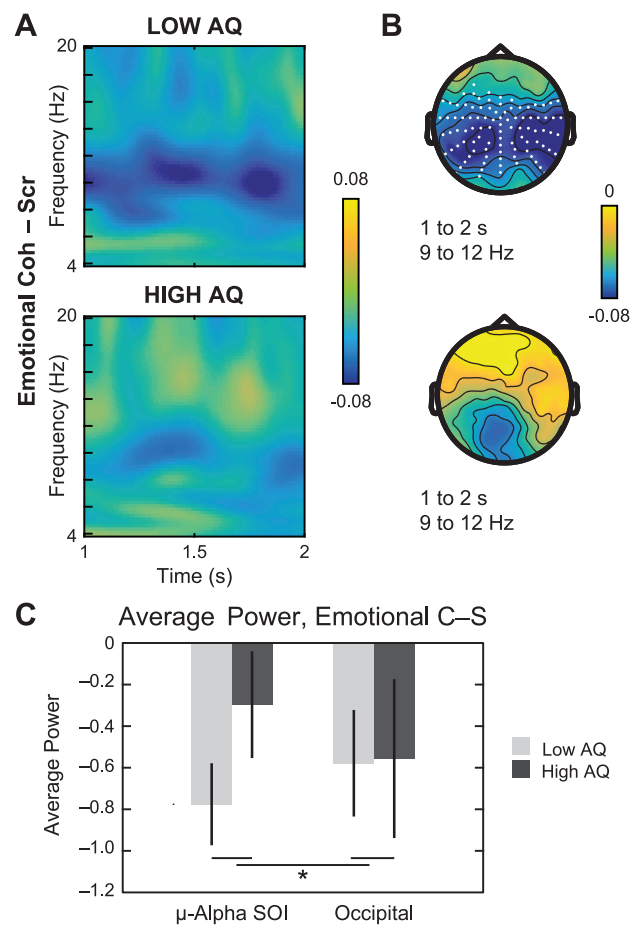 A
B
LOW AQ
20
Frequency (Hz)
4
Emotional Coh – Scr
HIGH AQ
20
Frequency (Hz)
4
1
1.5
2
Time (s)
0.08
-0.08
1 to 2 s
9 to 12 Hz
0
-0.08
1 to 2 s
9 to 12 Hz
C
Average Power, Emotional C–S
0
−0.2
−0.4
−0.6
−0.8
−1.0
−1.2
Average Power
*
μ-Alpha SOI
Occipital
Low AQ
High AQ